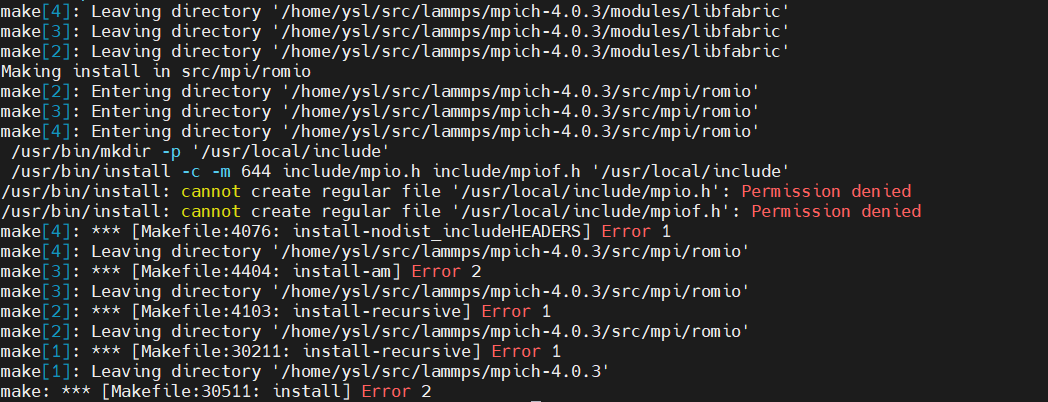 make[4]: Leaving directory '/home/ysl/src/lammps/mpich-4.0.3/modules/libfabric'
make[3]: Leaving directory '/home/ysl/src/lammps/mpich-4.0.3/modules/libfabric'
make[2]: Leaving directory '/home/ysl/src/lammps/mpich-4.0.3/modules/libfabric'
Making install in src/mpi/romio
make[2]: Entering directory '/home/ysl/src/lammps/mpich-4.0.3/src/mpi/romio'
make[3]: Entering directory '/home/ysl/src/lammps/mpich-4.0.3/src/mpi/romio'
make[4]: Entering directory '/home/ysl/src/lammps/mpich-4.0.3/src/mpi/romio'
 /usr/bin/mkdir -p '/usr/local/include'
 /usr/bin/install -c -m 644 include/mpio.h include/mpiof.h '/usr/local/include'
/usr/bin/install: cannot create regular file '/usr/local/include/mpio.h': Permission denied
/usr/bin/install: cannot create regular file '/usr/local/include/mpiof.h': Permission denied
make[4]: *** [Makefile:4076: install-nodist_includeHEADERS] Error 1
make[4]: Leaving directory '/home/ysl/src/lammps/mpich-4.0.3/src/mpi/romio'
make[3]: *** [Makefile:4404: install-am] Error 2
make[3]: Leaving directory '/home/ysl/src/lammps/mpich-4.0.3/src/mpi/romio'
make[2]: *** [Makefile:4103: install-recursive] Error 1
make[2]: Leaving directory '/home/ysl/src/lammps/mpich-4.0.3/src/mpi/romio'
make[1]: *** [Makefile:30211: install-recursive] Error 1
make[1]: Leaving directory '/home/ysl/src/lammps/mpich-4.0.3'
make: *** [Makefile:30511: install] Error 2